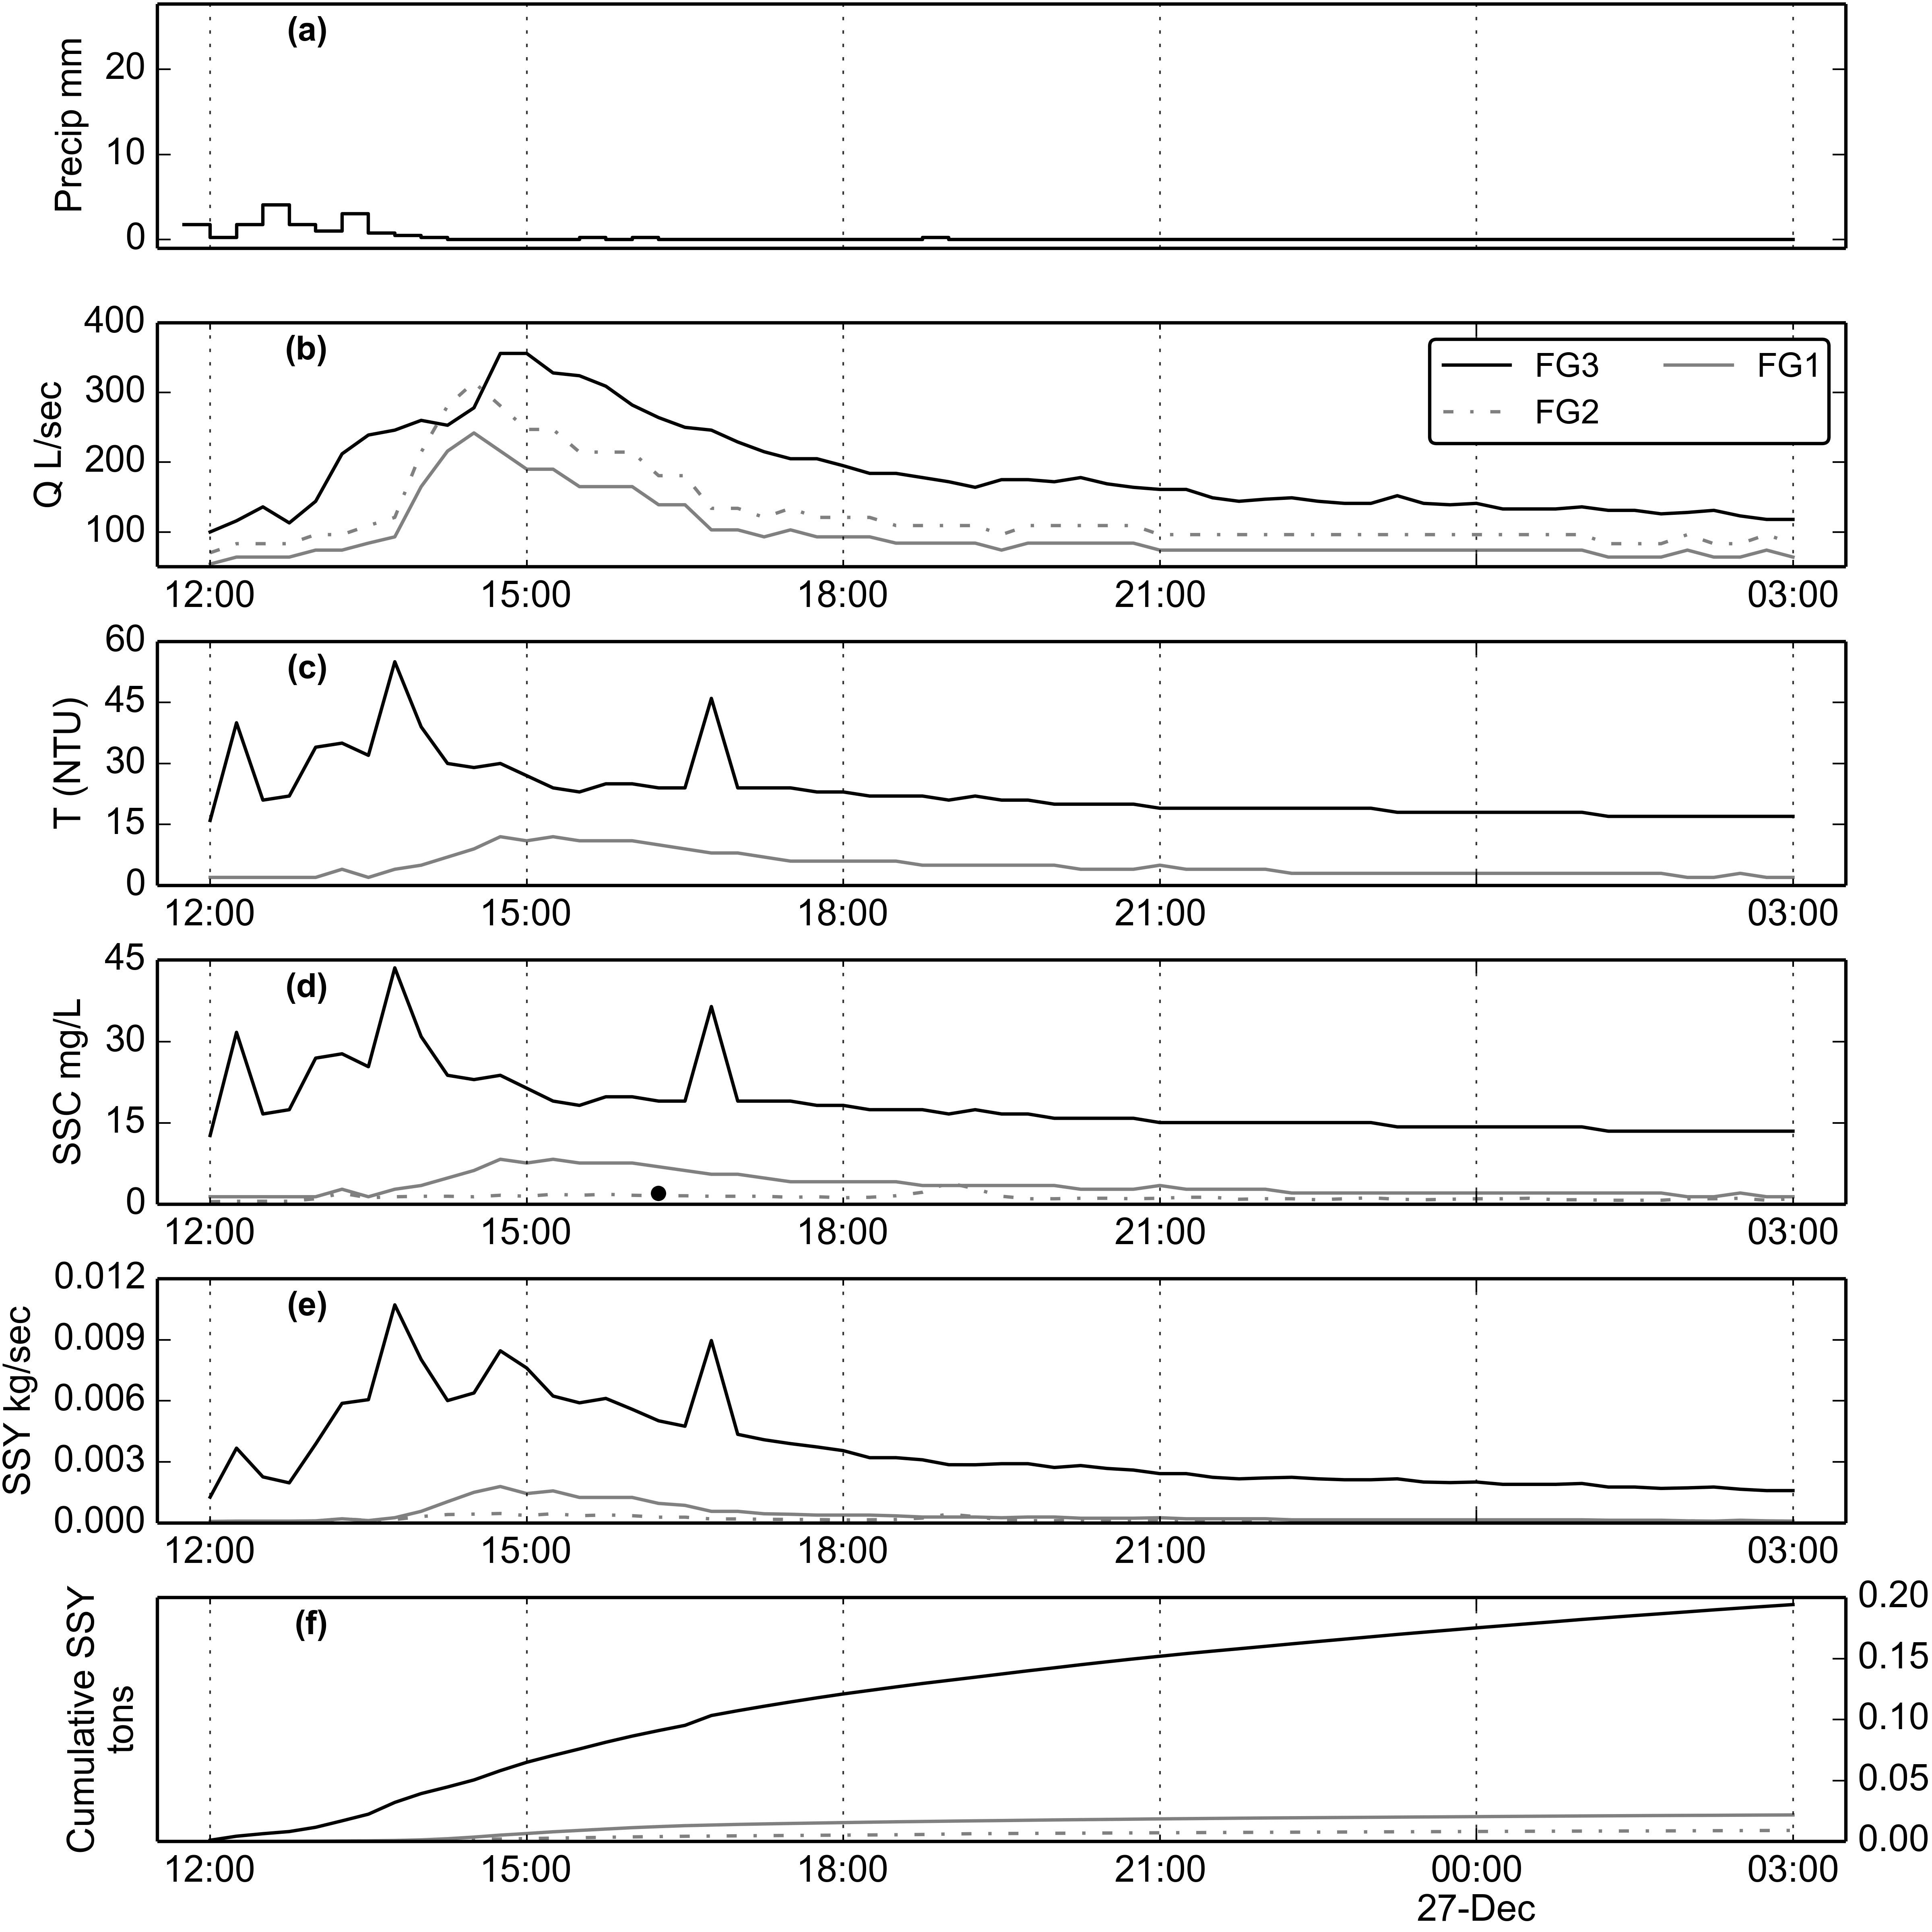 (a)
Precip mm
20
10
0
(b)
Q L/sec
400
300
200
100
FG3 FG1
FG2
12:00 15:00 18:00 21:00 03:00
(c)
T (NTU)
60
45
30
15
0
12:00 15:00 18:00 21:00 03:00
(d)
SSC mg/L
45
30
15
0
12:00 15:00 18:00 21:00 03:00
(e)
SSY kg/sec
0.012
0.009
0.006
0.003
0.000
12:00 15:00 18:00 21:00 03:00
(f)
Cumulative SSY
tons
0.20
0.15
0.10
0.05
0.00
12:00 15:00 18:00 21:00 00:00 03:00
27-Dec